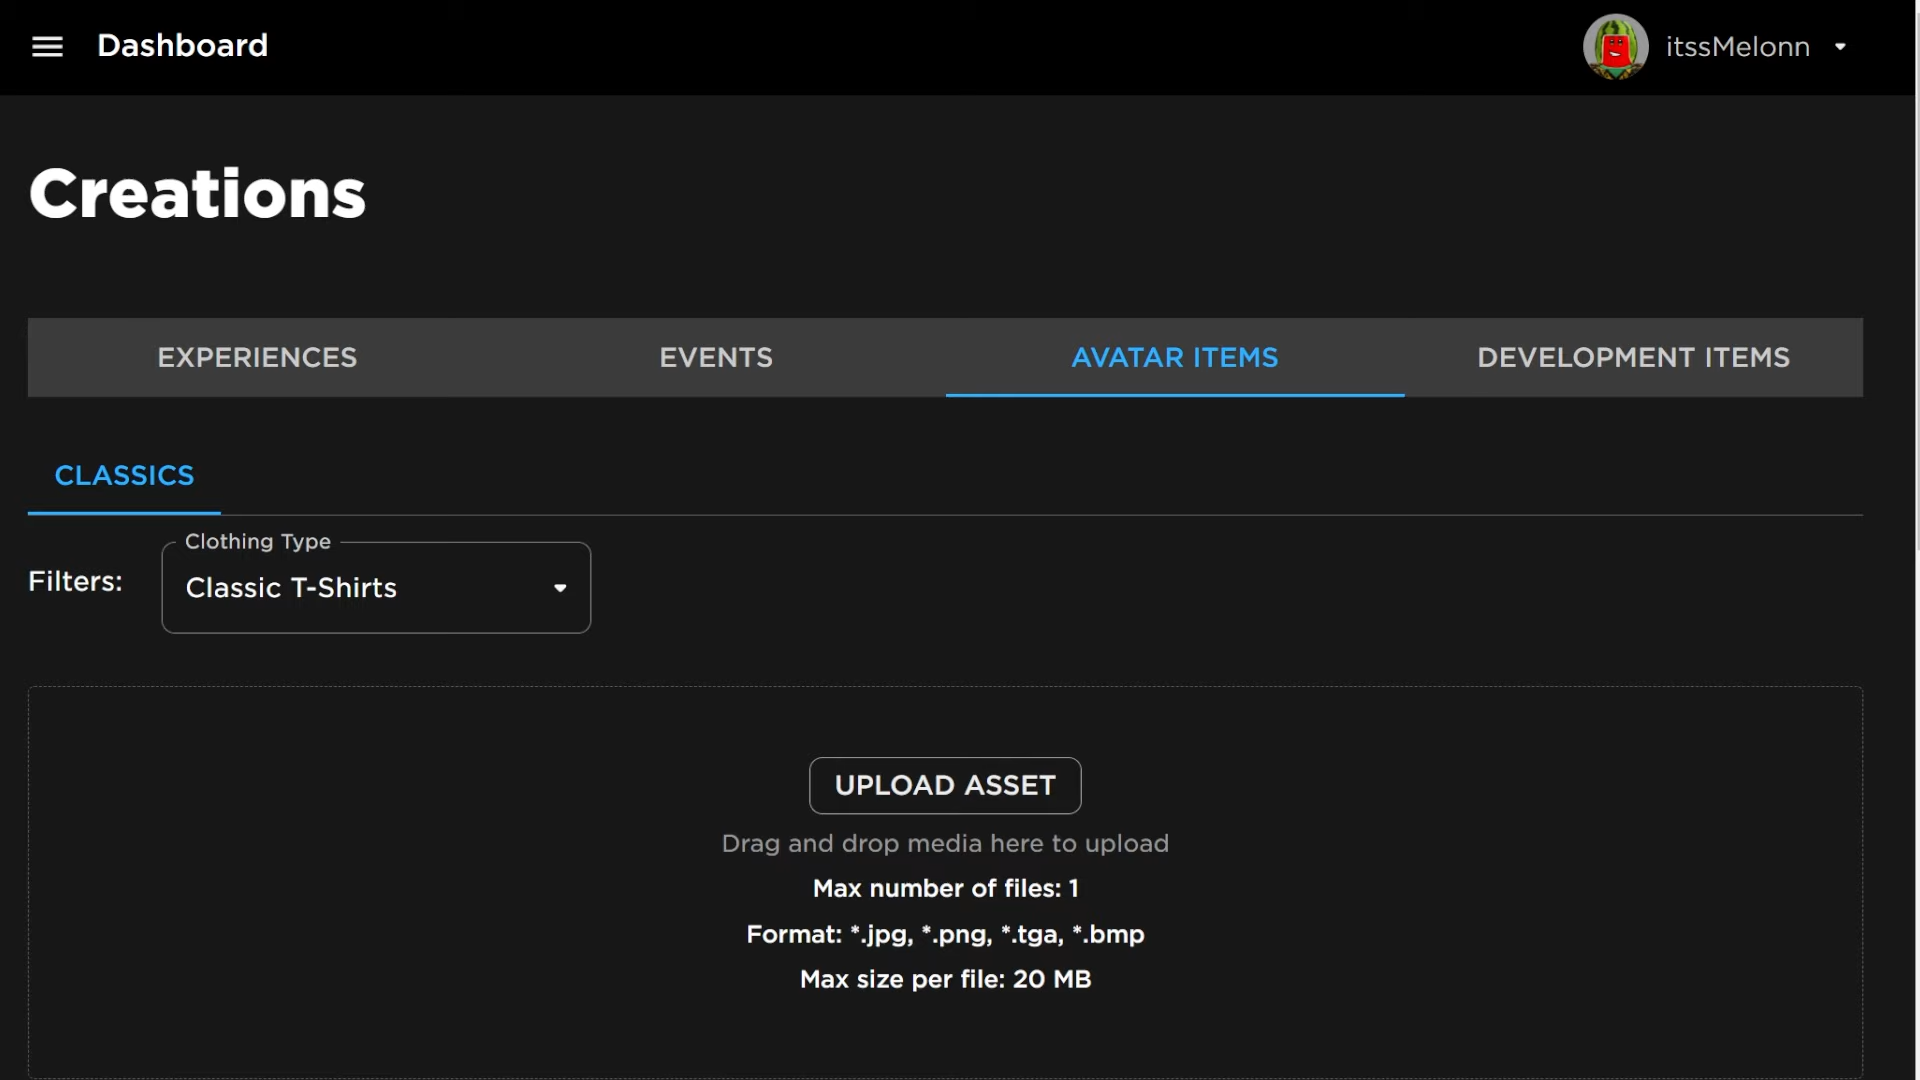 Dashboard
itssMelonn
Creations
EXPERIENCES
EVENTS
AVATAR ITEMS
DEVELOPMENT ITEMS
CLASSICS
Filters:
Clothing Type
Classic T-Shirts
UPLOAD ASSET
Drag and drop media here to upload
Max number of files: 1
Format: *.jpg, *.png, *.tga, *.bmp
Max size per file: 20 MB